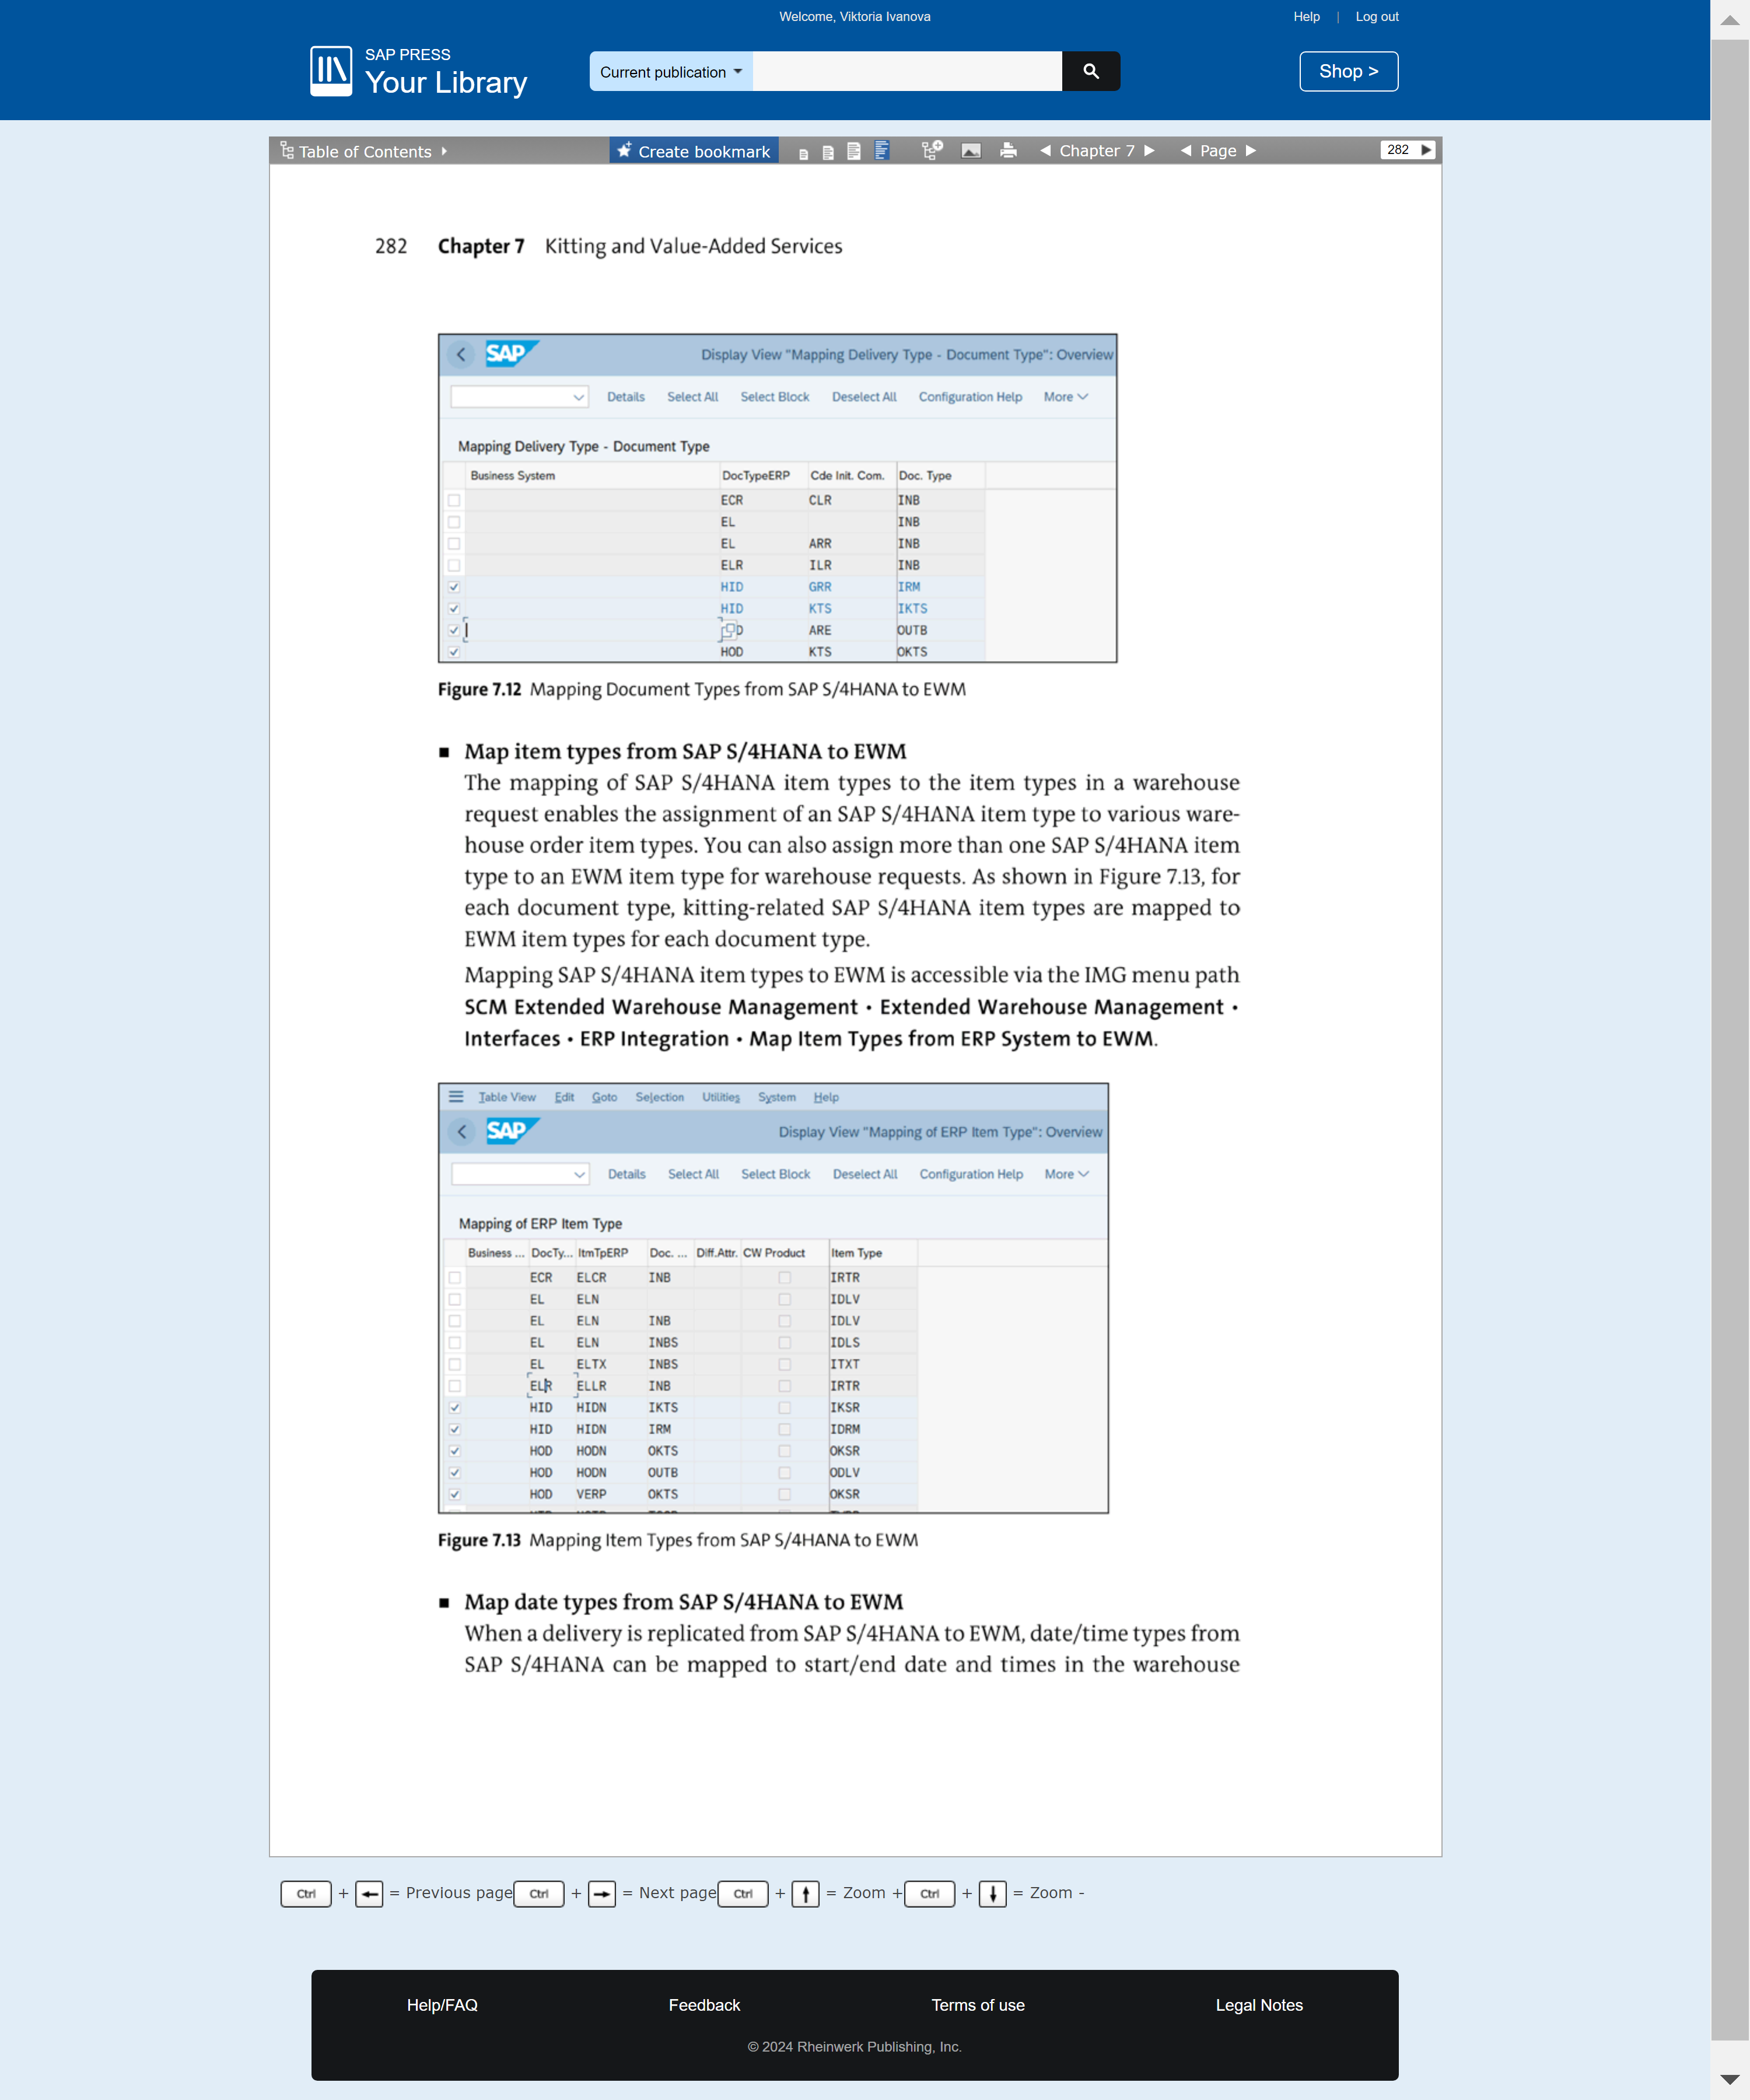 Welcome, Viktoria Ivanova
Help | Log out
SAP PRESS
Your Library
Current publication
Shop >
Table of Contents
Create bookmark
Chapter 7
Page
282
282 Chapter 7 Kitting and Value-Added Services
SAP
Display View "Mapping Delivery Type - Document Type": Overview
Details Select All Select Block Deselect All Configuration Help More
Mapping Delivery Type - Document Type
Business System DocTypeERP Cde Init. Com. Doc. Type
ECR CLR INB
EL INB
EL ARR INB
ELR ILR INB
HID GRR IRM
HID KTS IKTS
D ARE OUTB
HOD KTS OKTS
Figure 7.12 Mapping Document Types from SAP S/4HANA to EWM
■ Map item types from SAP S/4HANA to EWM
The mapping of SAP S/4HANA item types to the item types in a warehouse
request enables the assignment of an SAP S/4HANA item type to various ware-
house order item types. You can also assign more than one SAP S/4HANA item
type to an EWM item type for warehouse requests. As shown in Figure 7.13, for
each document type, kitting-related SAP S/4HANA item types are mapped to
EWM item types for each document type.
Mapping SAP S/4HANA item types to EWM is accessible via the IMG menu path
SCM Extended Warehouse Management • Extended Warehouse Management •
Interfaces • ERP Integration • Map Item Types from ERP System to EWM.
Table View Edit Goto Selection Utilities System Help
SAP
Display View "Mapping of ERP Item Type": Overview
Details Select All Select Block Deselect All Configuration Help More
Mapping of ERP Item Type
Business ... DocTy... ItmTpERP Doc. ... Diff.Attr. CW Product Item Type
ECR ELCR INB IRTR
EL ELN IDLV
EL ELN INB IDLV
EL ELN INBS IDLS
EL ELTX INBS ITXT
ELR ELLR INB IRTR
HID HIDN IKTS IKSR
HID HIDN IRM IDRM
HOD HODN OKTS OKSR
HOD HODN OUTB ODLV
HOD VERP OKTS OKSR
Figure 7.13 Mapping Item Types from SAP S/4HANA to EWM
■ Map date types from SAP S/4HANA to EWM
When a delivery is replicated from SAP S/4HANA to EWM, date/time types from
SAP S/4HANA can be mapped to start/end date and times in the warehouse
Ctrl + ← = Previous page Ctrl + → = Next page Ctrl + ↑ = Zoom + Ctrl + ↓ = Zoom -
Help/FAQ Feedback Terms of use Legal Notes
© 2024 Rheinwerk Publishing, Inc.